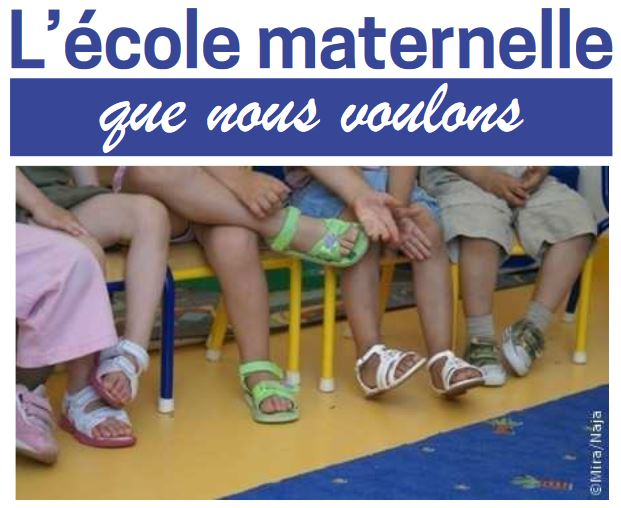 L'école maternelle
que nous voulons
©Mira/Naja